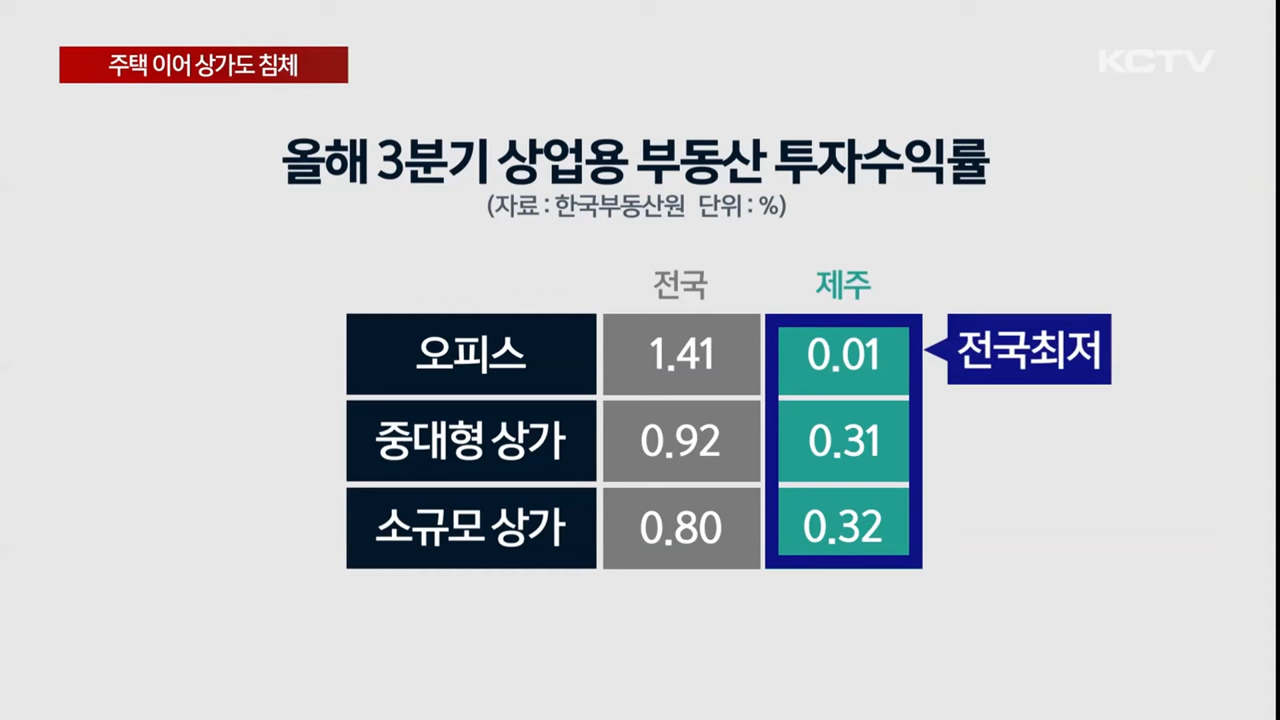 주택 이어 상가도 침체
KCTV
올해 3분기 상업용 부동산 투자수익률
(자료 : 한국부동산원 단위 : %)
전국 제주
오피스 1.41 0.01 전국최저
중대형 상가 0.92 0.31
소규모 상가 0.80 0.32